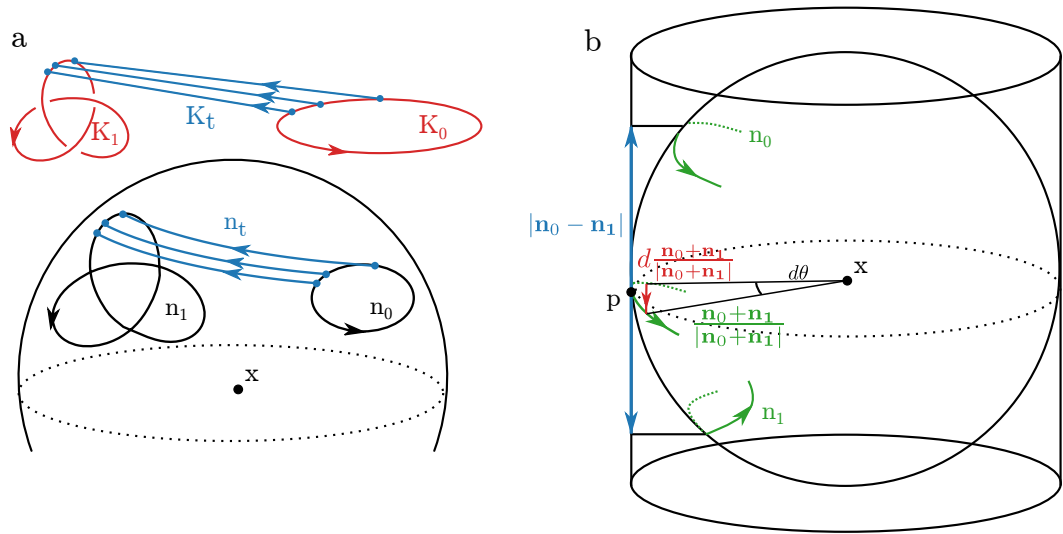 a
K₁
Kₜ
K₀
nₜ
n₁
n₀
x
b
n₀
|n₀ − n₁|
d (n₀+n₁)/|n₀+n₁|
dθ
x
p
(n₀+n₁)/|n₀+n₁|
n₁